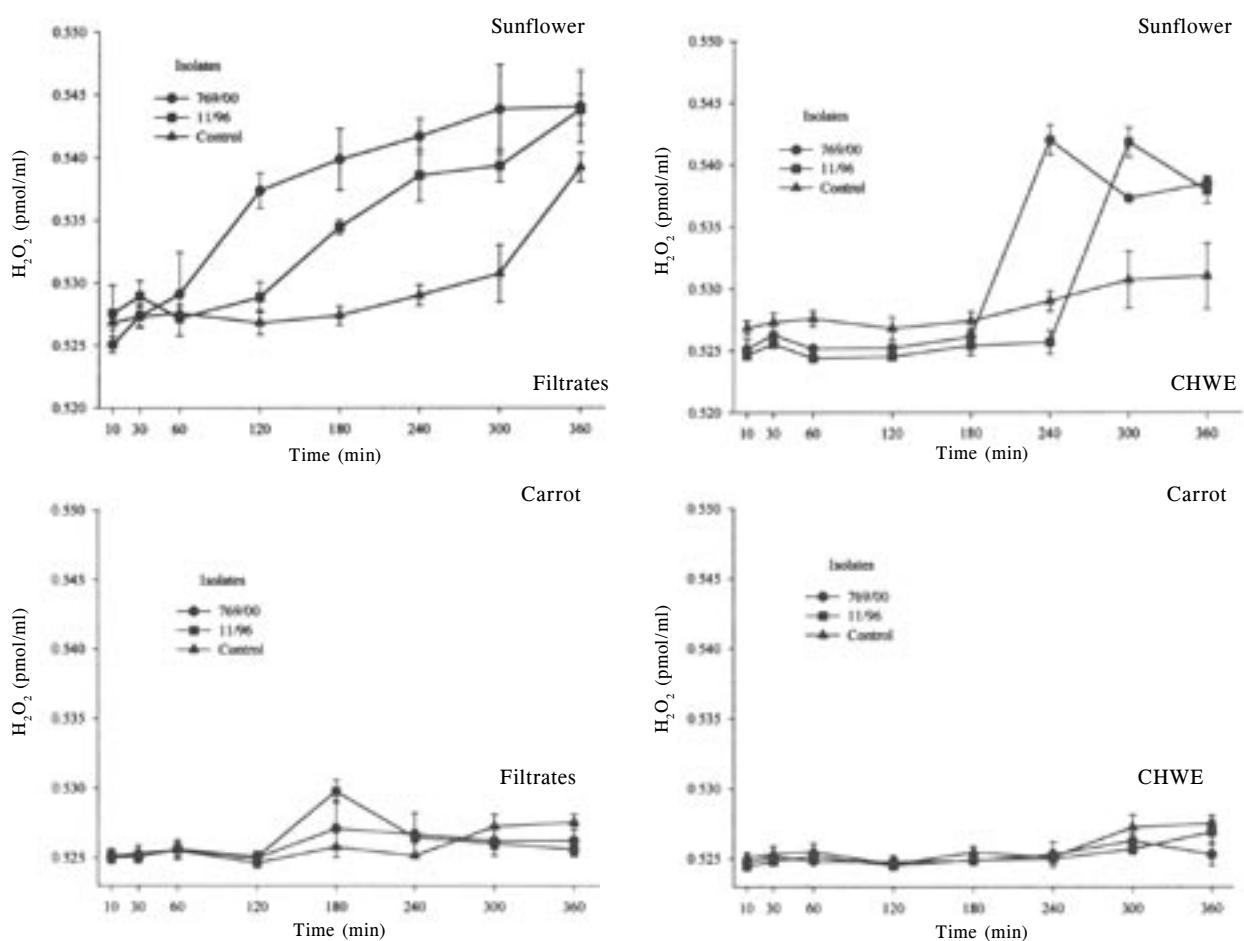 Sunflower
0.550
0.545
0.540
0.535
0.530
0.525
0.520
H₂O₂ (pmol/ml)
Isolates
769/00
11/96
Control
Filtrates
10 30 60 120 180 240 300 360
Time (min)
Sunflower
0.550
0.545
0.540
0.535
0.530
0.525
0.520
H₂O₂ (pmol/ml)
Isolates
769/00
11/96
Control
CHWE
10 30 60 120 180 240 300 360
Time (min)
Carrot
0.550
0.545
0.540
0.535
0.530
0.525
H₂O₂ (pmol/ml)
Isolates
769/00
11/96
Control
Filtrates
10 30 60 120 180 240 300 360
Time (min)
Carrot
0.550
0.545
0.540
0.535
0.530
0.525
H₂O₂ (pmol/ml)
Isolates
769/00
11/96
Control
CHWE
10 30 60 120 180 240 300 360
Time (min)